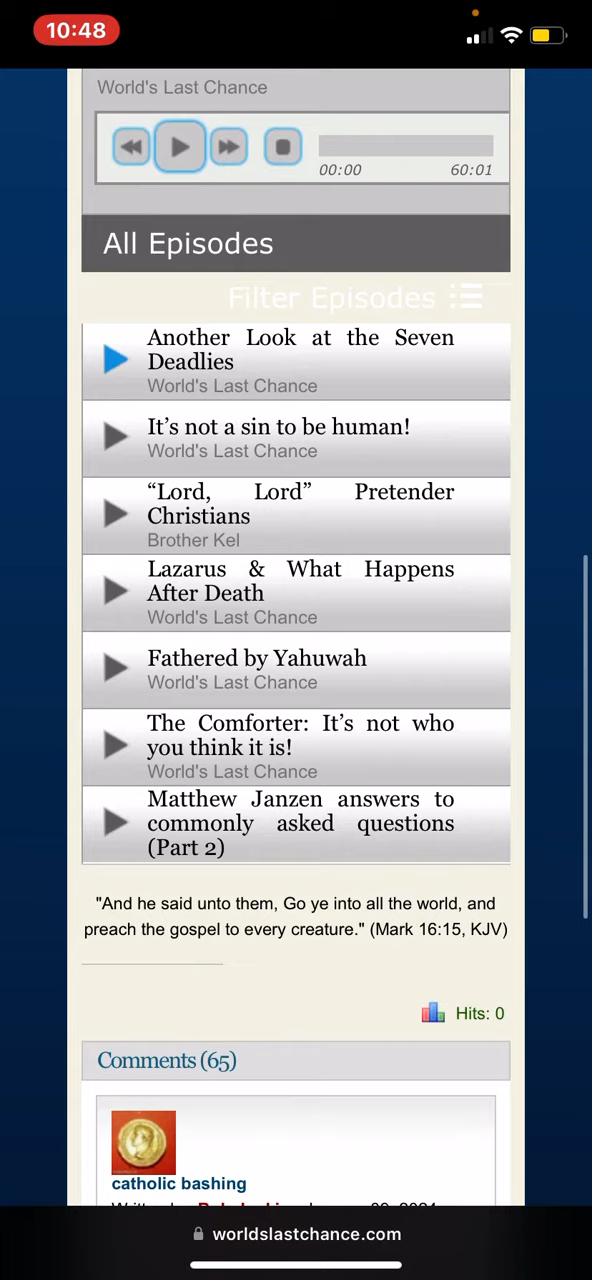 10:48
World's Last Chance
00:00
60:01
All Episodes
Filter Episodes
Another Look at the Seven
Deadlies
World's Last Chance
It’s not a sin to be human!
World's Last Chance
“Lord, Lord” Pretender
Christians
Brother Kel
Lazarus & What Happens
After Death
World's Last Chance
Fathered by Yahuwah
World's Last Chance
The Comforter: It’s not who
you think it is!
World's Last Chance
Matthew Janzen answers to
commonly asked questions
(Part 2)
"And he said unto them, Go ye into all the world, and
preach the gospel to every creature." (Mark 16:15, KJV)
Hits: 0
Comments (65)
catholic bashing
worldslastchance.com